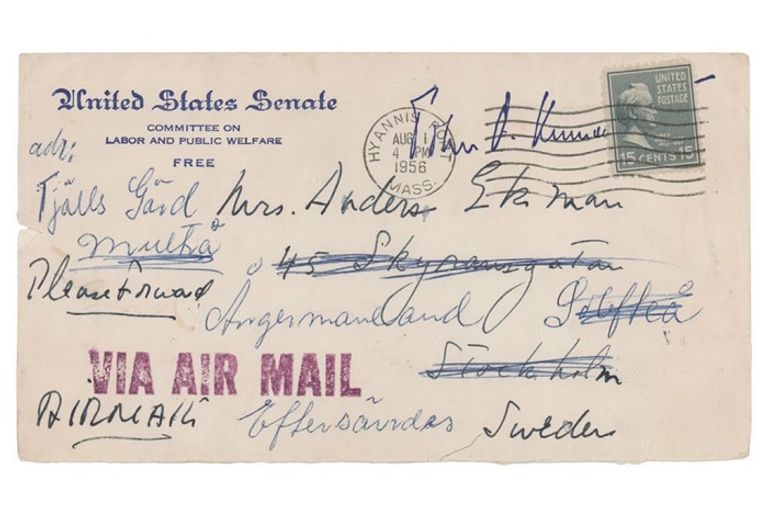 United States Senate
COMMITTEE ON
LABOR AND PUBLIC WELFARE
FREE
HYANNIS PORT
AUG 1
4 PM
1956
MASS.
UNITED
STATES
POSTAGE
15 CENTS 15
adr:
Tjälls Gård Mrs. Anders Ekman
Multrå
45
Please Forward
Angermanland
VIA AIR MAIL
Stockholm
AIRMAIL Eftersändes Sweden